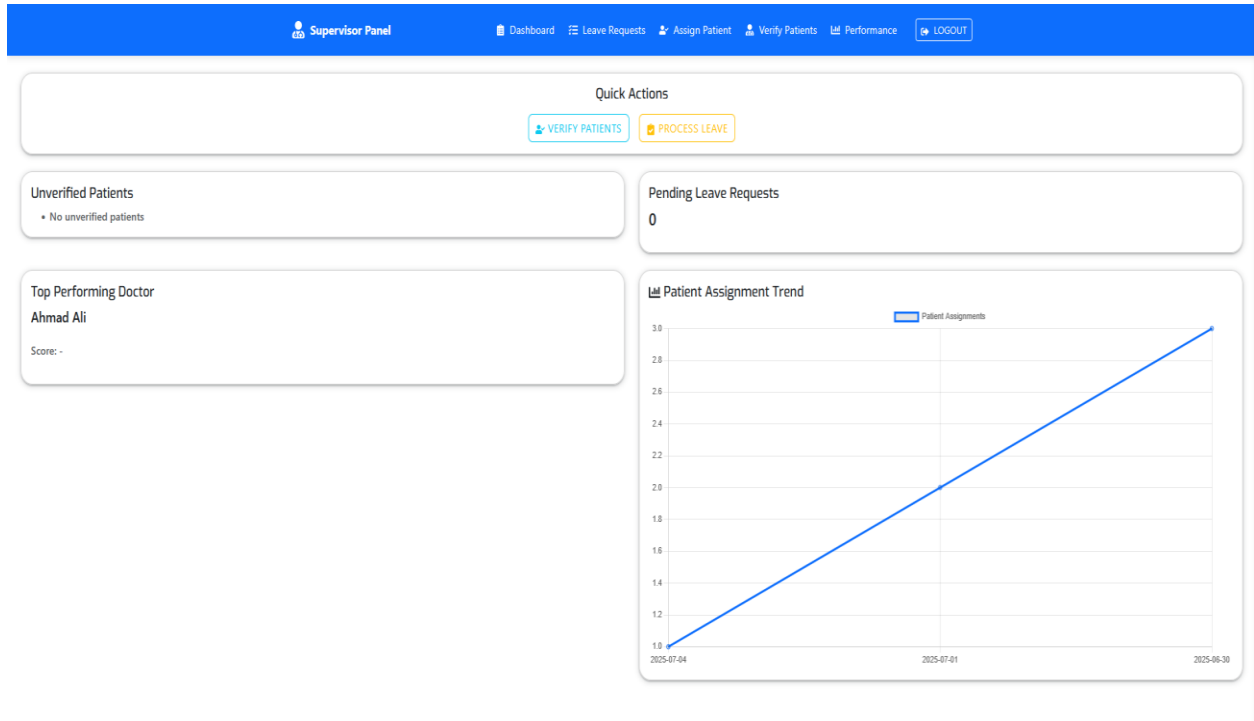 Supervisor Panel
Dashboard Leave Requests Assign Patient Verify Patients Performance LOGOUT
Quick Actions
VERIFY PATIENTS PROCESS LEAVE
Unverified Patients
• No unverified patients
Pending Leave Requests
0
Top Performing Doctor
Ahmad Ali
Score: -
Patient Assignment Trend
Patient Assignments
3.0
2.8
2.6
2.4
2.2
2.0
1.8
1.6
1.4
1.2
1.0
2025-07-04 2025-07-01 2025-06-30